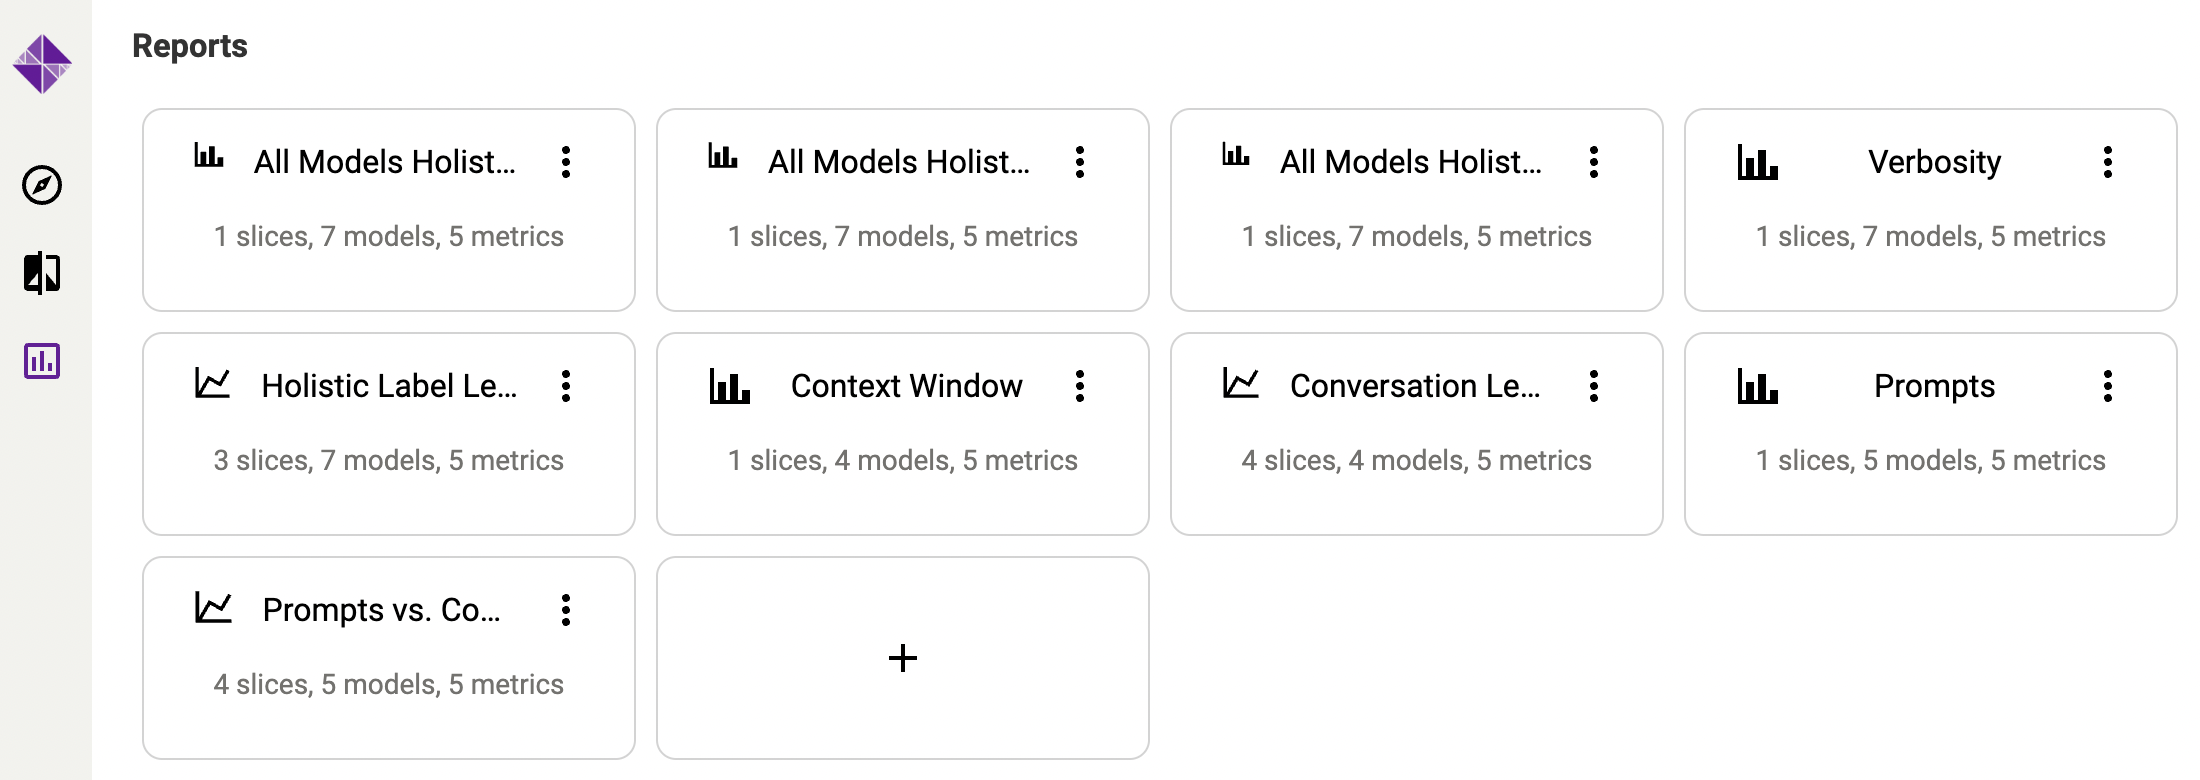 Reports
All Models Holist...
1 slices, 7 models, 5 metrics
All Models Holist...
1 slices, 7 models, 5 metrics
All Models Holist...
1 slices, 7 models, 5 metrics
Verbosity
1 slices, 7 models, 5 metrics
Holistic Label Le...
3 slices, 7 models, 5 metrics
Context Window
1 slices, 4 models, 5 metrics
Conversation Le...
4 slices, 4 models, 5 metrics
Prompts
1 slices, 5 models, 5 metrics
Prompts vs. Co...
4 slices, 5 models, 5 metrics
+